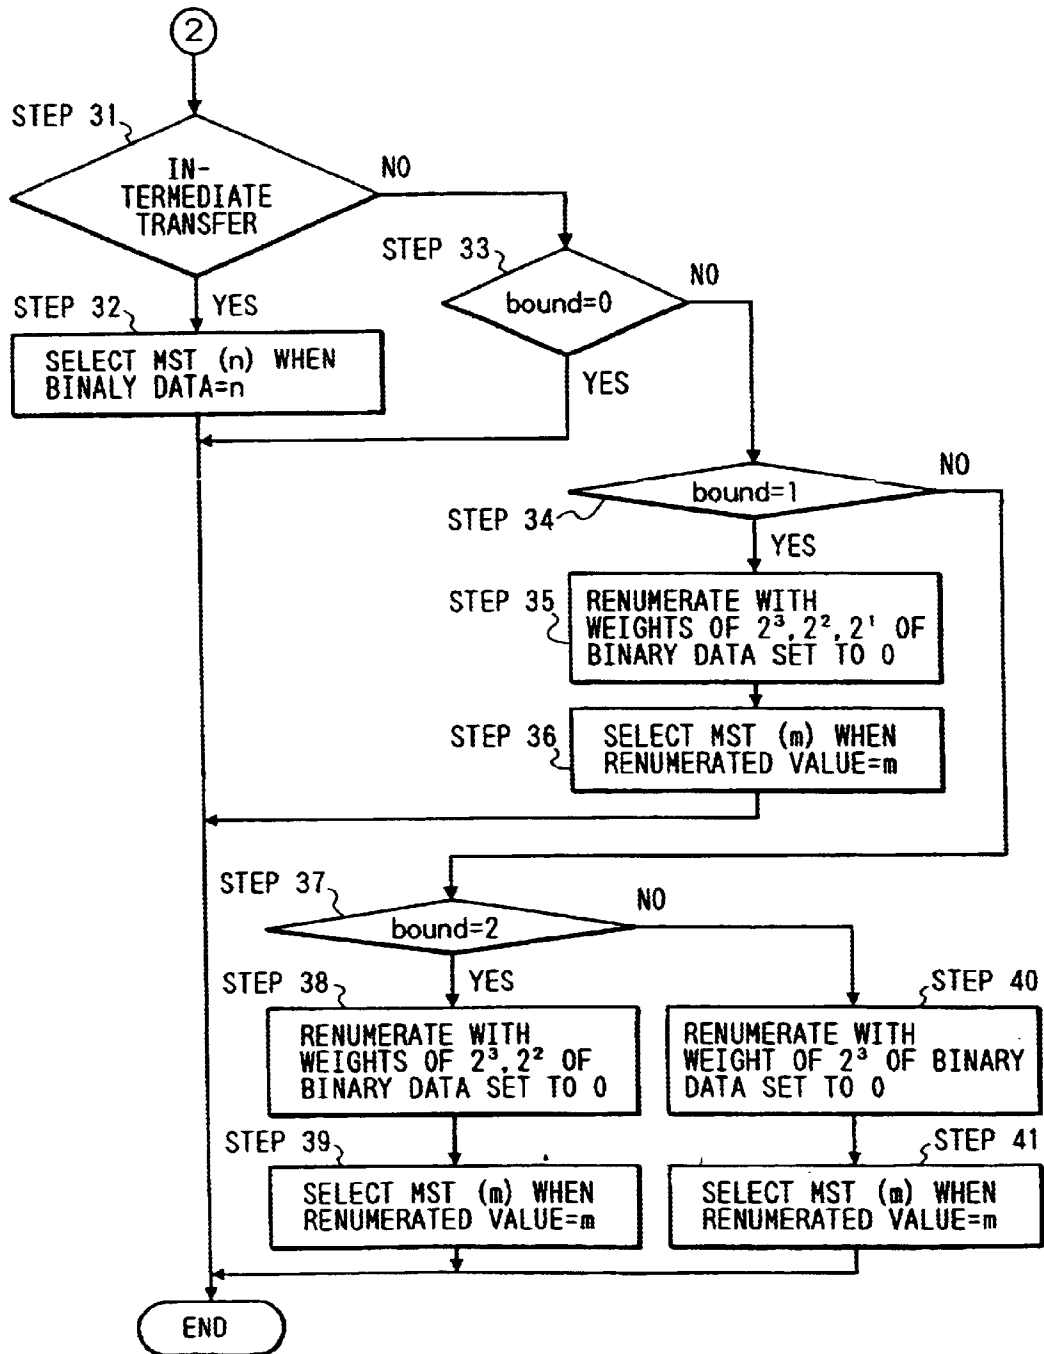 2
STEP 31
IN-
TERMEDIATE
TRANSFER
NO
YES
STEP 32
SELECT MST (n) WHEN
BINALY DATA=n
STEP 33
bound=0
NO
YES
bound=1
NO
STEP 34
YES
STEP 35
RENUMERATE WITH
WEIGHTS OF 2³, 2², 2¹ OF
BINARY DATA SET TO 0
STEP 36
SELECT MST (m) WHEN
RENUMERATED VALUE=m
STEP 37
bound=2
NO
YES
STEP 38
RENUMERATE WITH
WEIGHTS OF 2³, 2² OF
BINARY DATA SET TO 0
STEP 40
RENUMERATE WITH
WEIGHT OF 2³ OF BINARY
DATA SET TO 0
STEP 39
SELECT MST (m) WHEN
RENUMERATED VALUE=m
STEP 41
SELECT MST (m) WHEN
RENUMERATED VALUE=m
END